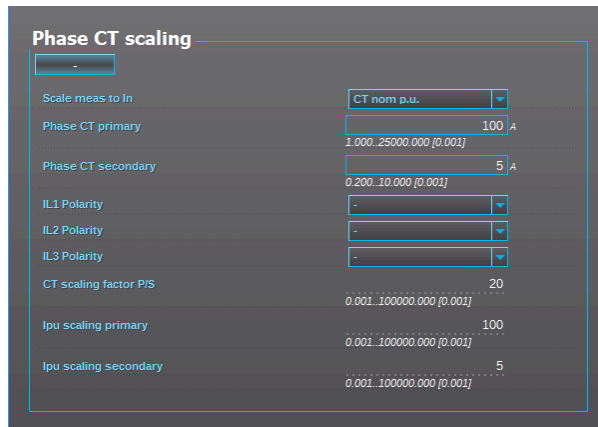 Phase CT scaling
-
Scale meas to In CT nom p.u.
Phase CT primary 100 A
1.000..25000.000 [0.001]
Phase CT secondary 5 A
0.200..10.000 [0.001]
IL1 Polarity -
IL2 Polarity -
IL3 Polarity -
CT scaling factor P/S 20
0.001..100000.000 [0.001]
Ipu scaling primary 100
0.001..100000.000 [0.001]
Ipu scaling secondary 5
0.001..100000.000 [0.001]